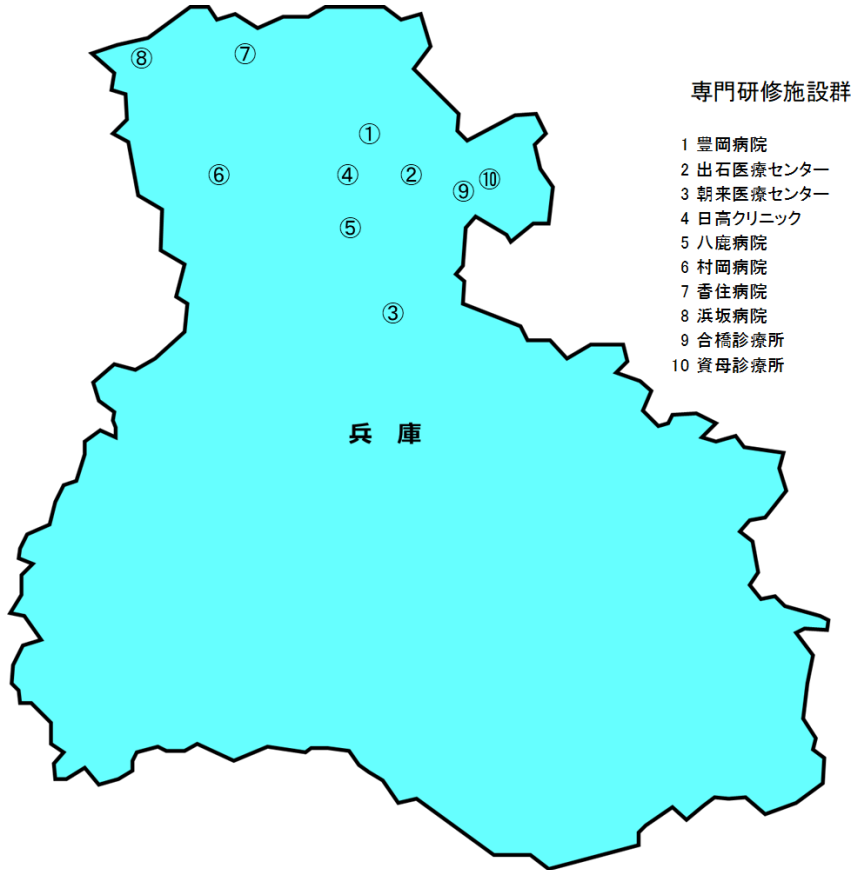 専門研修施設群
1 豊岡病院
2 出石医療センター
3 朝来医療センター
4 日高クリニック
5 八鹿病院
6 村岡病院
7 香住病院
8 浜坂病院
9 合橋診療所
10 資母診療所
⑧
⑦
①
⑥
④
②
⑨
⑩
⑤
③
兵 庫